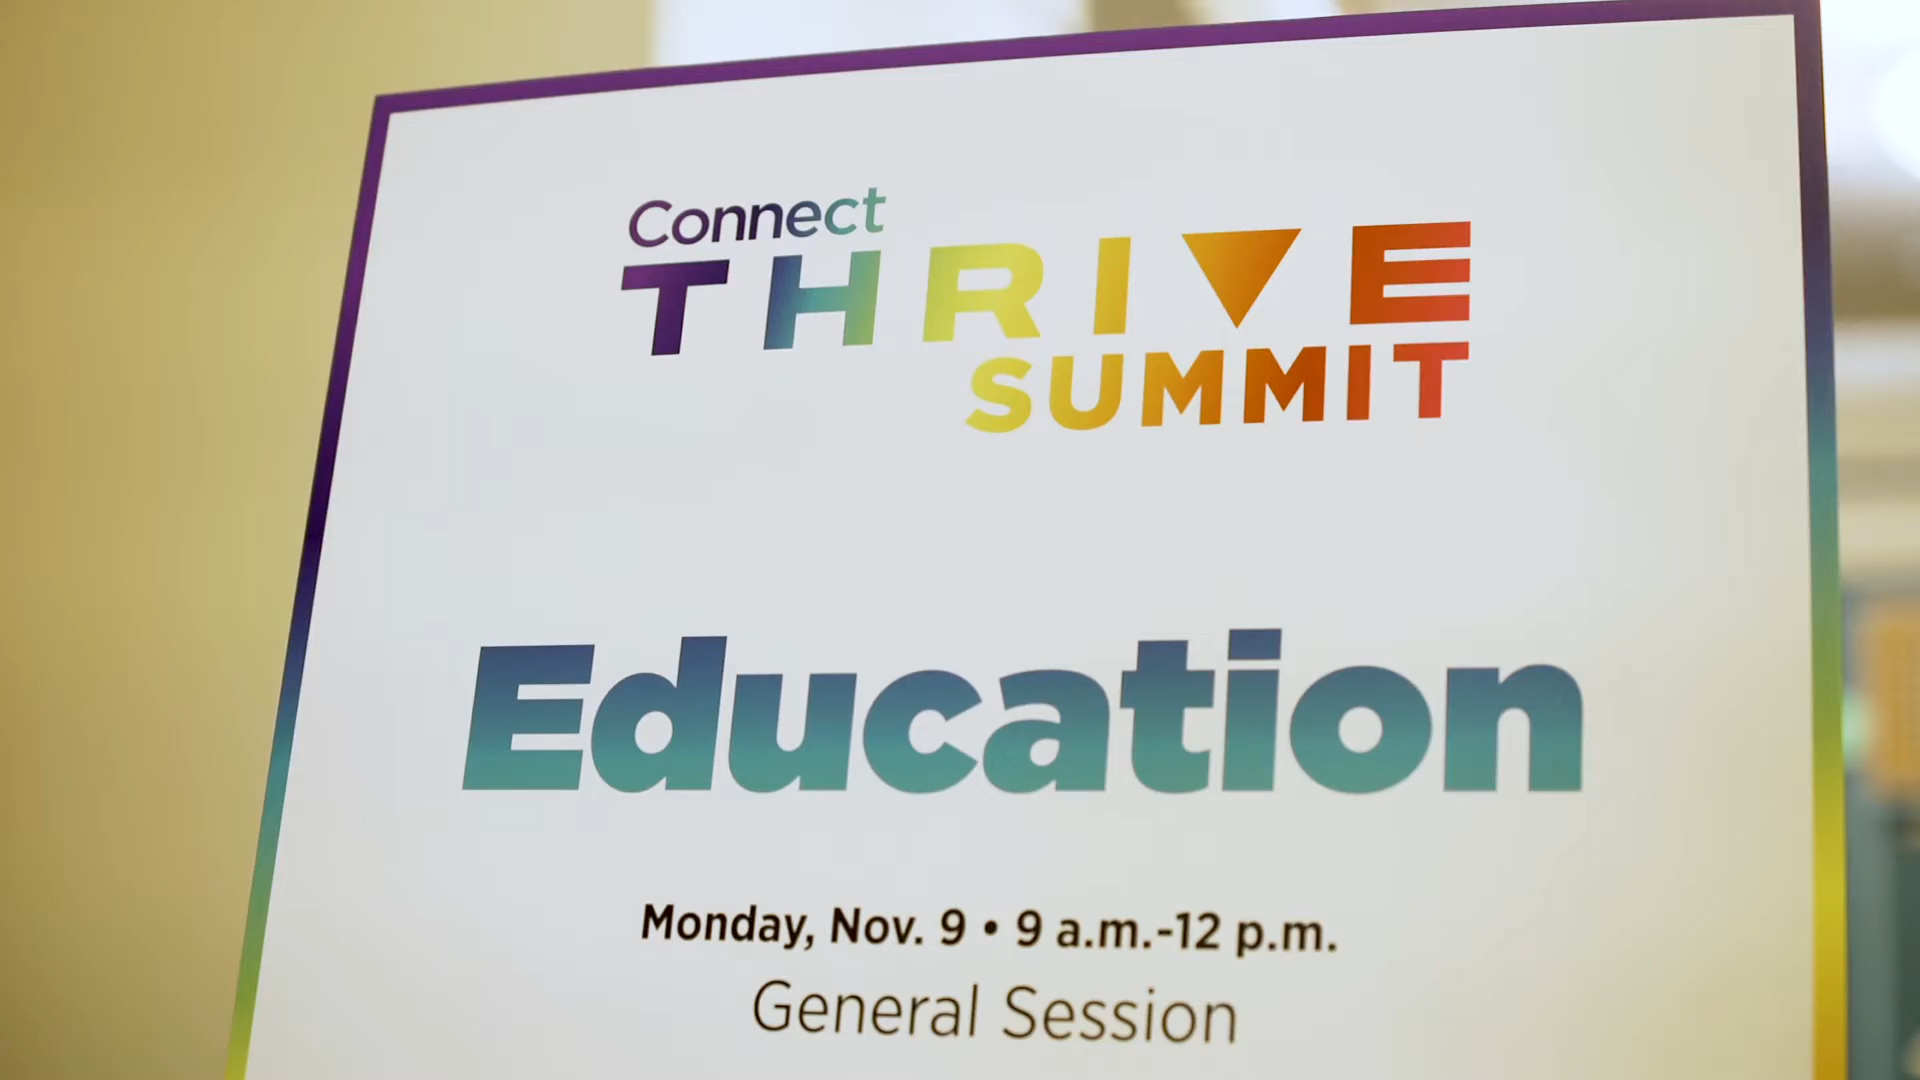 Connect
THRIVE
SUMMIT
Education
Monday, Nov. 9 • 9 a.m.-12 p.m.
General Session